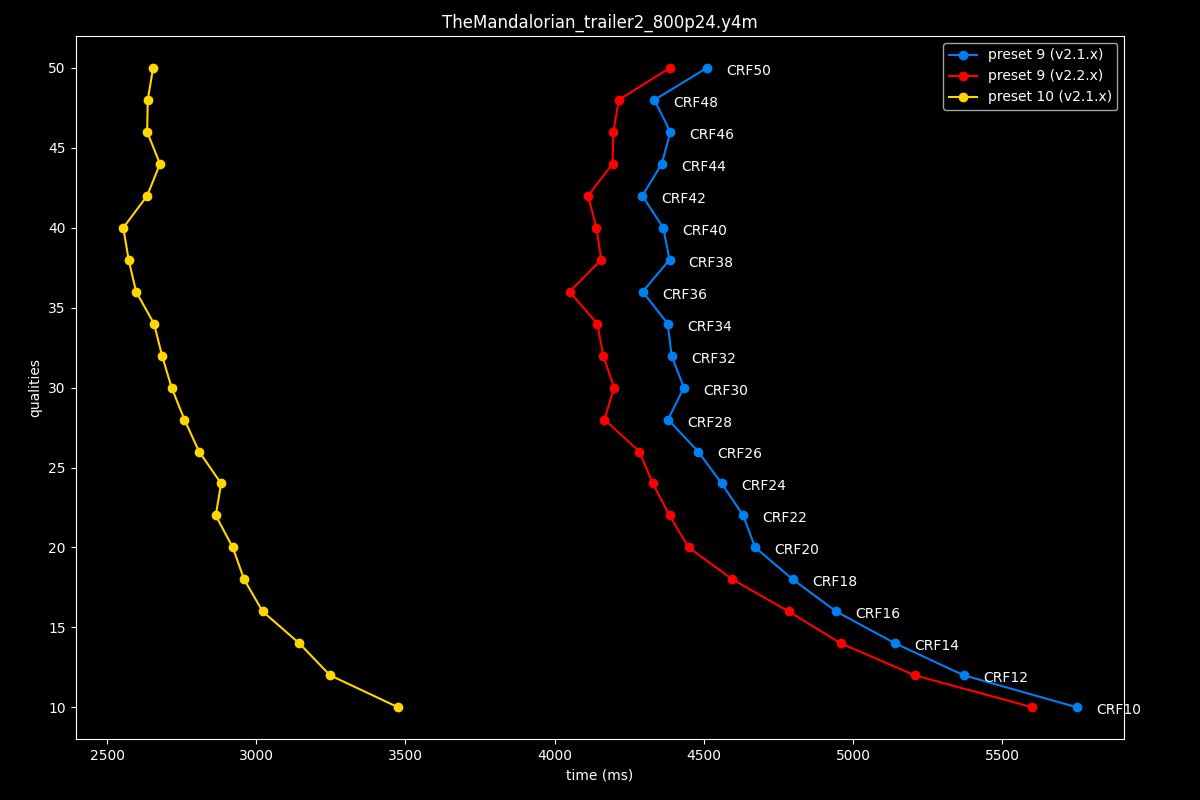 TheMandalorian_trailer2_800p24.y4m
preset 9 (v2.1.x)
preset 9 (v2.2.x)
preset 10 (v2.1.x)
50
45
40
35
30
25
20
15
10
qualities
CRF50
CRF48
CRF46
CRF44
CRF42
CRF40
CRF38
CRF36
CRF34
CRF32
CRF30
CRF28
CRF26
CRF24
CRF22
CRF20
CRF18
CRF16
CRF14
CRF12
CRF10
2500 3000 3500 4000 4500 5000 5500
time (ms)